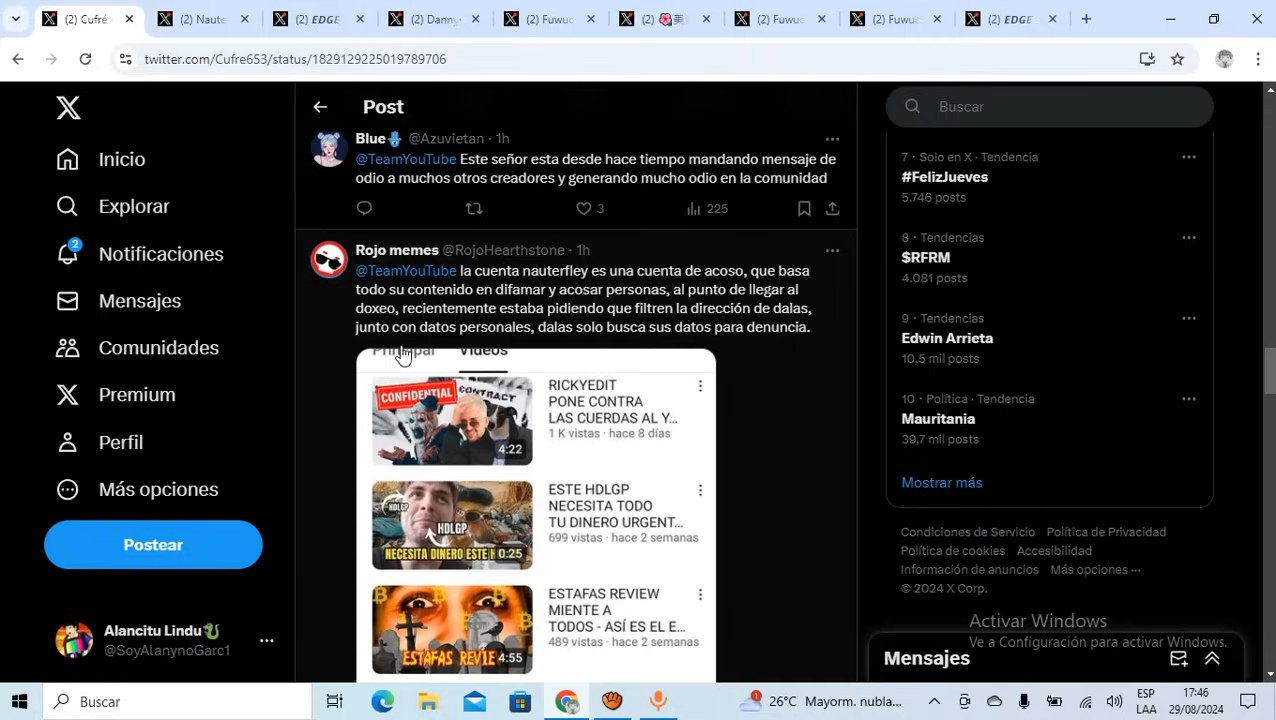 (2) Cufré
(2) Naute
(2) EDGE
(2) Danny
(2) Fuwuc
(2)
(2) Fuwuc
(2) Fuwuc
(2) EDGE
twitter.com/Cufre653/status/1829129225019789706
Inicio
Explorar
2
Notificaciones
Mensajes
Comunidades
Premium
Perfil
Más opciones
Postear
Alancitu Lindu
@SoyAlanynoGarc1
Post
Blue @Azuvietan · 1h
@TeamYouTube Este señor esta desde hace tiempo mandando mensaje de
odio a muchos otros creadores y generando mucho odio en la comunidad
3
225
Rojo memes @RojoHearthstone · 1h
@TeamYouTube la cuenta nauterfley es una cuenta de acoso, que basa
todo su contenido en difamar y acosar personas, al punto de llegar al
doxeo, recientemente estaba pidiendo que filtren la dirección de dalas,
junto con datos personales, dalas solo busca sus datos para denuncia.
Principal Videos
CONFIDENTIAL
CONTRACT
4:22
RICKYEDIT
PONE CONTRA
LAS CUERDAS AL Y...
1 K vistas · hace 8 días
HDLGP
HDLGP
NECESITA DINERO ESTE H
0:25
ESTE HDLGP
NECESITA TODO
TU DINERO URGENT...
699 vistas · hace 2 semanas
ESTAFAS REVIE
4:55
ESTAFAS REVIEW
MIENTE A
TODOS - ASÍ ES EL E...
489 vistas · hace 2 semanas
Buscar
7 · Solo en X · Tendencia
#FelizJueves
5.746 posts
8 · Tendencias
$RFRM
4.081 posts
9 · Tendencias
Edwin Arrieta
10,5 mil posts
10 · Política · Tendencia
Mauritania
39,7 mil posts
Mostrar más
Condiciones de Servicio Política de Privacidad
Política de cookies Accesibilidad
Información de anuncios Más opciones ···
© 2024 X Corp.
Activar Windows
Ve a Configuración para activar Windows.
Mensajes
Buscar
1
26°C Mayorm. nubla...
ESP
LAA
17:46
29/08/2024